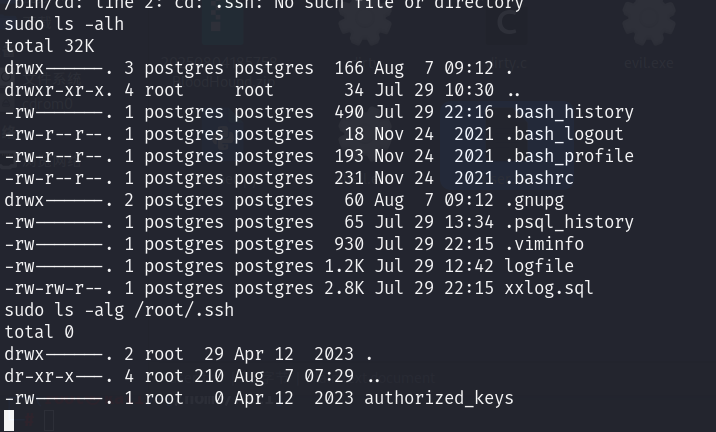 /bin/cd: line 2: cd: .ssh: No such file or directory
sudo ls -alh
total 32K
drwx------. 3 postgres postgres  166 Aug  7 09:12 .
drwxr-xr-x. 4 root     root       34 Jul 29 10:30 ..
-rw-------. 1 postgres postgres  490 Jul 29 22:16 .bash_history
-rw-r--r--. 1 postgres postgres   18 Nov 24  2021 .bash_logout
-rw-r--r--. 1 postgres postgres  193 Nov 24  2021 .bash_profile
-rw-r--r--. 1 postgres postgres  231 Nov 24  2021 .bashrc
drwx------. 2 postgres postgres   60 Aug  7 09:12 .gnupg
-rw-------. 1 postgres postgres   65 Jul 29 13:34 .psql_history
-rw-------. 1 postgres postgres  930 Jul 29 22:15 .viminfo
-rw-------. 1 postgres postgres 1.2K Jul 29 12:42 logfile
-rw-rw-r--. 1 postgres postgres 2.8K Jul 29 22:15 xxlog.sql
sudo ls -alg /root/.ssh
total 0
drwx------. 2 root  29 Apr 12  2023 .
dr-xr-x---. 4 root 210 Aug  7 07:29 ..
-rw-------. 1 root   0 Apr 12  2023 authorized_keys